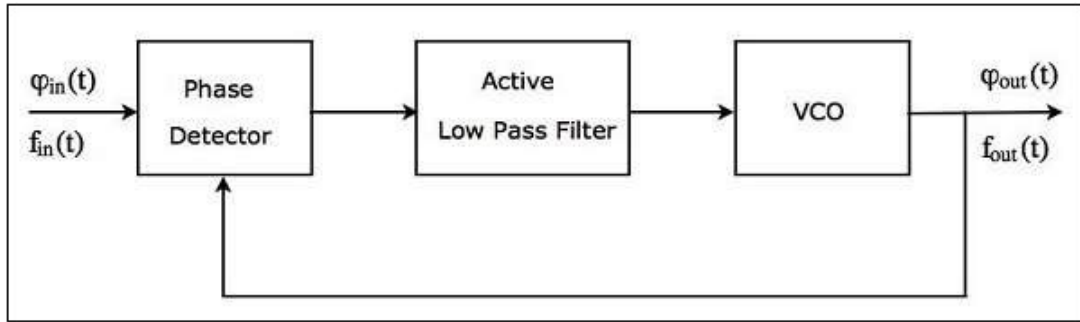 φin(t)
fin(t)
Phase
Detector
Active
Low Pass Filter
VCO
φout(t)
fout(t)